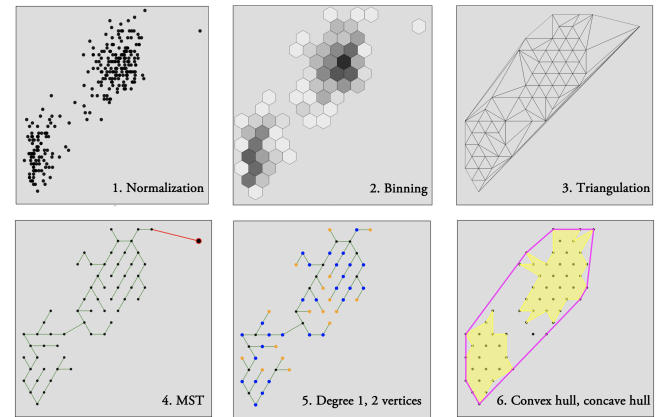 1. Normalization
2. Binning
3. Triangulation
4. MST
5. Degree 1, 2 vertices
6. Convex hull, concave hull